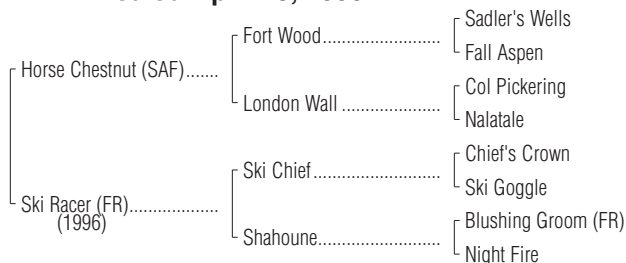 Sadler's Wells
Fort Wood
Fall Aspen
Horse Chestnut (SAF)
Col Pickering
London Wall
Nalatale
Chief's Crown
Ski Chief
Ski Goggle
Ski Racer (FR)
(1996)
Blushing Groom (FR)
Shahoune
Night Fire